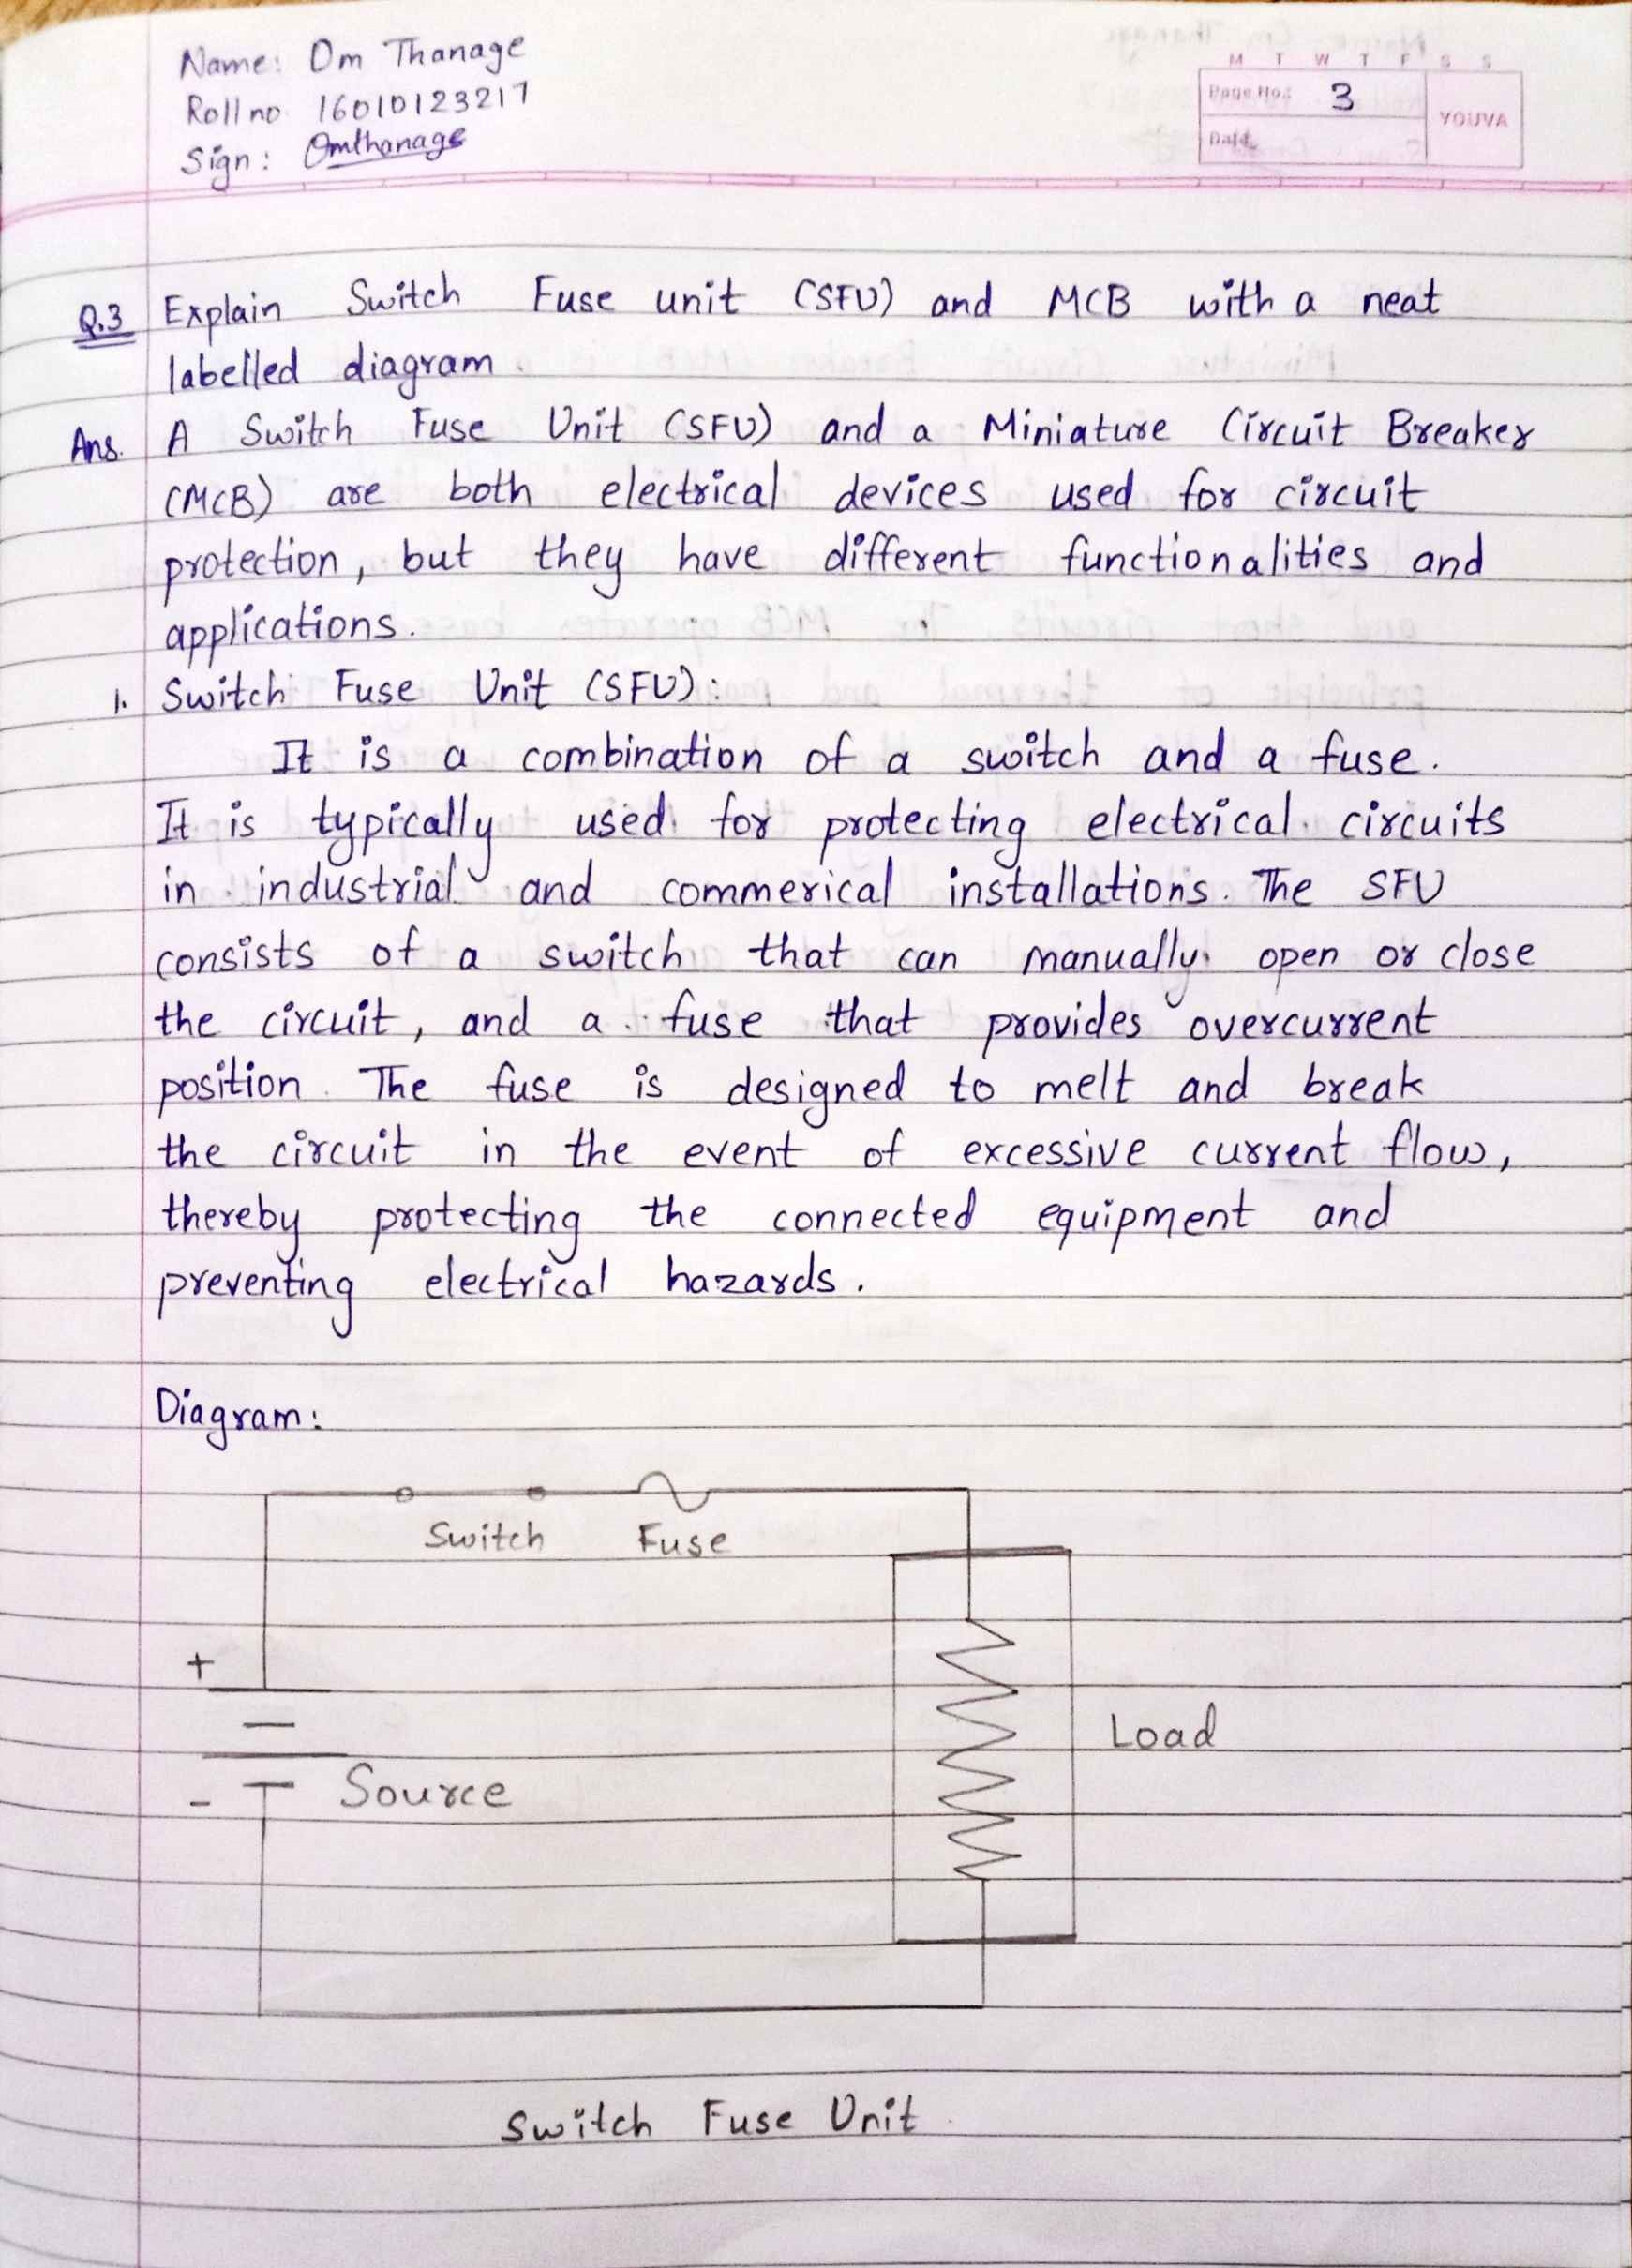 Name: Om Thanage
Roll no. 16010123217
Sign: Omthanage
M T W T F S S
Page No.: 3
YOUVA
Date
Q.3 Explain Switch Fuse unit (SFU) and MCB with a neat
labelled diagram.
Ans. A Switch Fuse Unit (SFU) and a Miniature Circuit Breaker
(MCB) are both electrical devices used for circuit
protection, but they have different functionalities and
applications.
1. Switch Fuse Unit (SFU):
It is a combination of a switch and a fuse.
It is typically used for protecting electrical circuits
in industrial and commerical installations. The SFU
consists of a switch that can manually open or close
the circuit, and a fuse that provides overcurrent
position. The fuse is designed to melt and break
the circuit in the event of excessive current flow,
thereby protecting the connected equipment and
preventing electrical hazards.
Diagram:
Switch Fuse
+
Load
- Source
Switch Fuse Unit